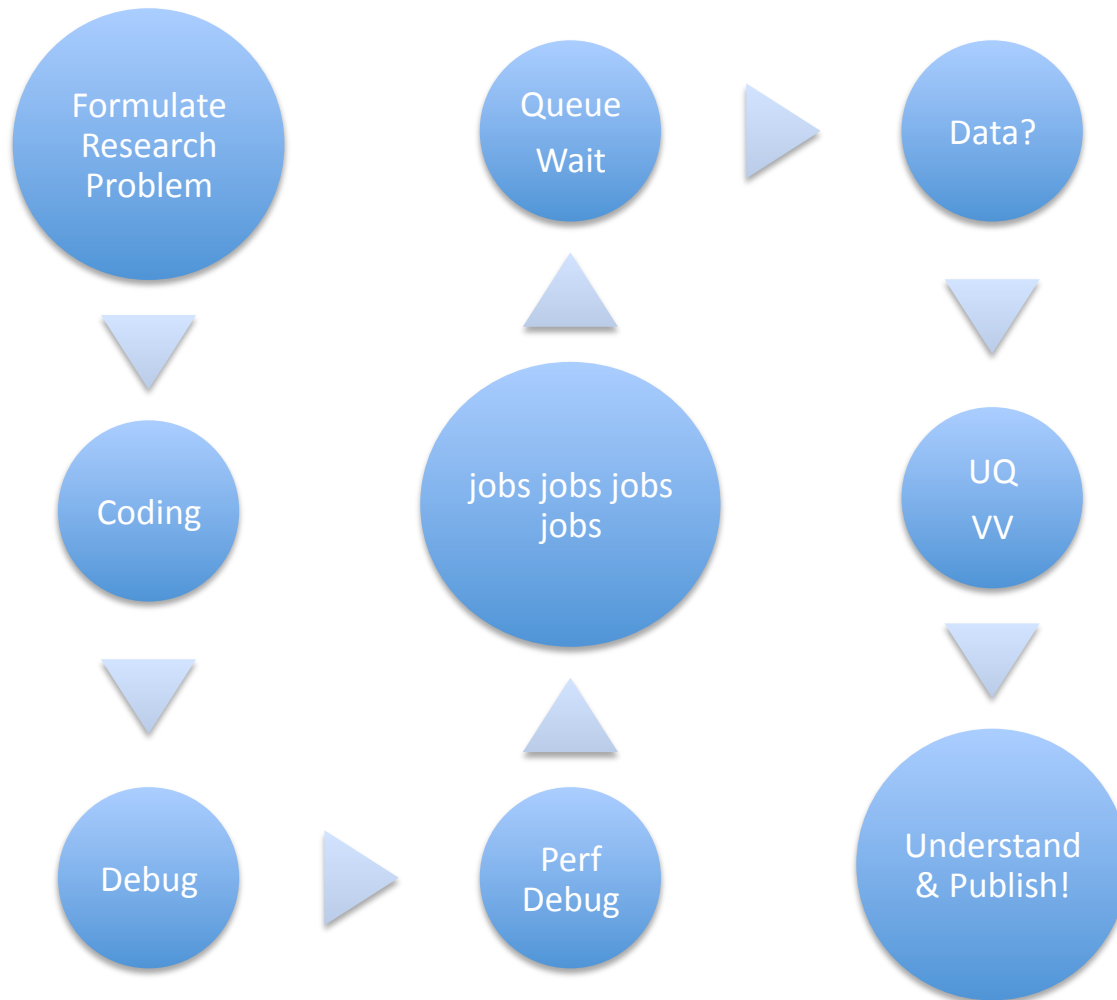 Formulate
Research
Problem
Coding
Debug
Perf
Debug
jobs jobs jobs
jobs
Queue
Wait
Data?
UQ
VV
Understand
& Publish!